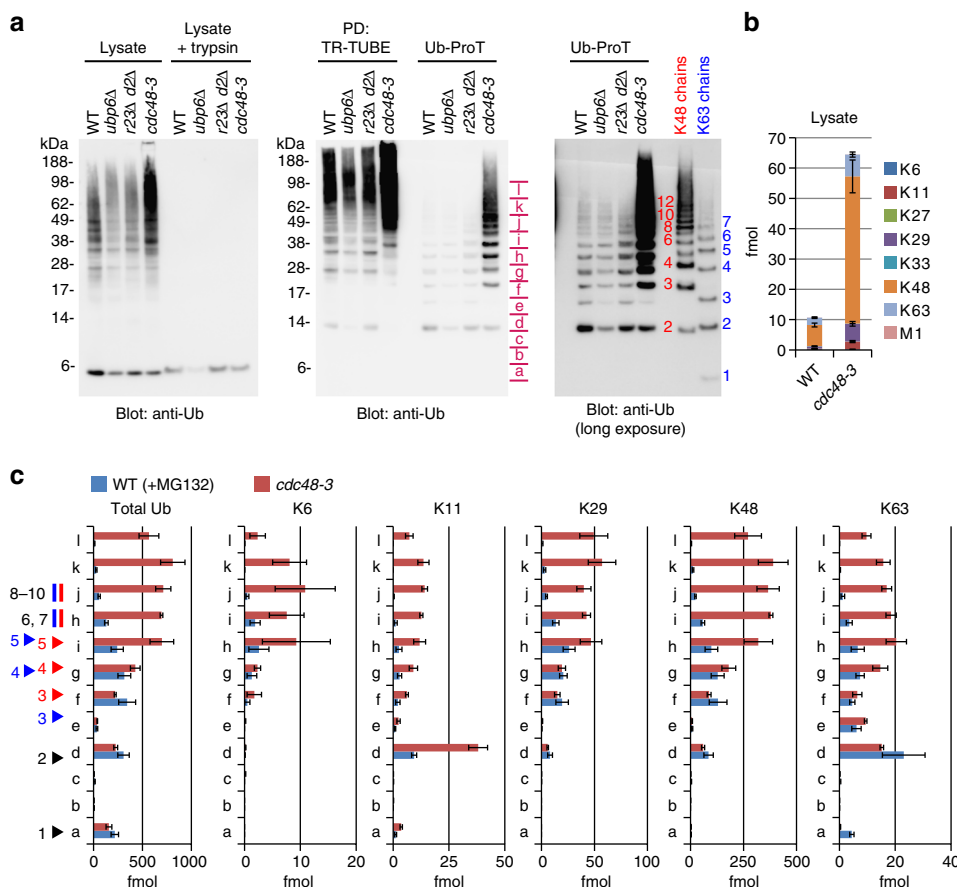 a
Lysate
Lysate
+ trypsin
PD:
TR-TUBE
Ub-ProT
Ub-ProT
WT
ubp6Δ
r23Δ d2Δ
cdc48-3
WT
ubp6Δ
r23Δ d2Δ
cdc48-3
WT
ubp6Δ
r23Δ d2Δ
cdc48-3
WT
ubp6Δ
r23Δ d2Δ
cdc48-3
WT
ubp6Δ
r23Δ d2Δ
cdc48-3
K48 chains
K63 chains
kDa
188-
98-
62-
49-
38-
28-
17-
14-
6-
Blot: anti-Ub
kDa
188-
98-
62-
49-
38-
28-
17-
14-
6-
l
k
j
i
h
g
f
e
d
c
b
a
Blot: anti-Ub
12
10
8
6
4
3
2
7
6
5
4
3
2
1
Blot: anti-Ub
(long exposure)
b
Lysate
70
60
50
40
30
20
10
0
fmol
WT
cdc48-3
K6
K11
K27
K29
K33
K48
K63
M1
c
WT (+MG132)
cdc48-3
Total Ub
K6
K11
K29
K48
K63
8–10
6, 7
5
5
4
4
3
3
2
1
l
k
j
h
i
g
f
e
d
c
b
a
0
500
1000
fmol
l
k
j
i
h
g
f
e
d
c
b
a
0
10
20
fmol
l
k
j
i
h
g
f
e
d
c
b
a
0
25
50
fmol
l
k
j
i
h
g
f
e
d
c
b
a
0
50
100
fmol
l
k
j
i
h
g
f
e
d
c
b
a
0
250
500
fmol
l
k
j
i
h
g
f
e
d
c
b
a
0
20
40
fmol